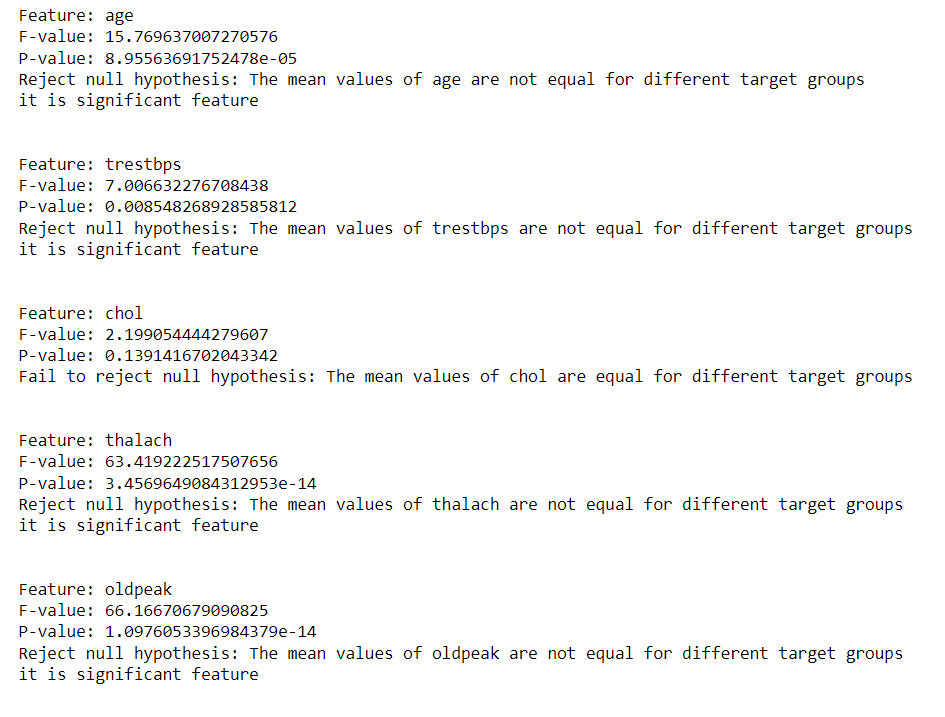 Feature: age
F-value: 15.769637007270576
P-value: 8.95563691752478e-05
Reject null hypothesis: The mean values of age are not equal for different target groups
it is significant feature
Feature: trestbps
F-value: 7.006632276708438
P-value: 0.008548268928585812
Reject null hypothesis: The mean values of trestbps are not equal for different target groups
it is significant feature
Feature: chol
F-value: 2.199054444279607
P-value: 0.1391416702043342
Fail to reject null hypothesis: The mean values of chol are equal for different target groups
Feature: thalach
F-value: 63.419222517507656
P-value: 3.4569649084312953e-14
Reject null hypothesis: The mean values of thalach are not equal for different target groups
it is significant feature
Feature: oldpeak
F-value: 66.16670679090825
P-value: 1.0976053396984379e-14
Reject null hypothesis: The mean values of oldpeak are not equal for different target groups
it is significant feature